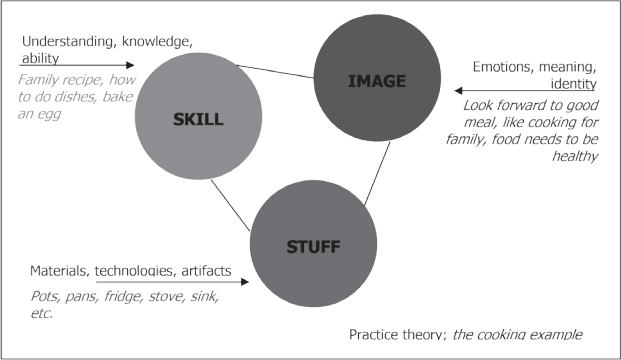 Understanding, knowledge,
ability
Family recipe, how
to do dishes, bake
an egg
SKILL
IMAGE
Emotions, meaning,
identity
Look forward to good
meal, like cooking for
family, food needs to be
healthy
STUFF
Materials, technologies, artifacts
Pots, pans, fridge, stove, sink,
etc.
Practice theory: the cooking example